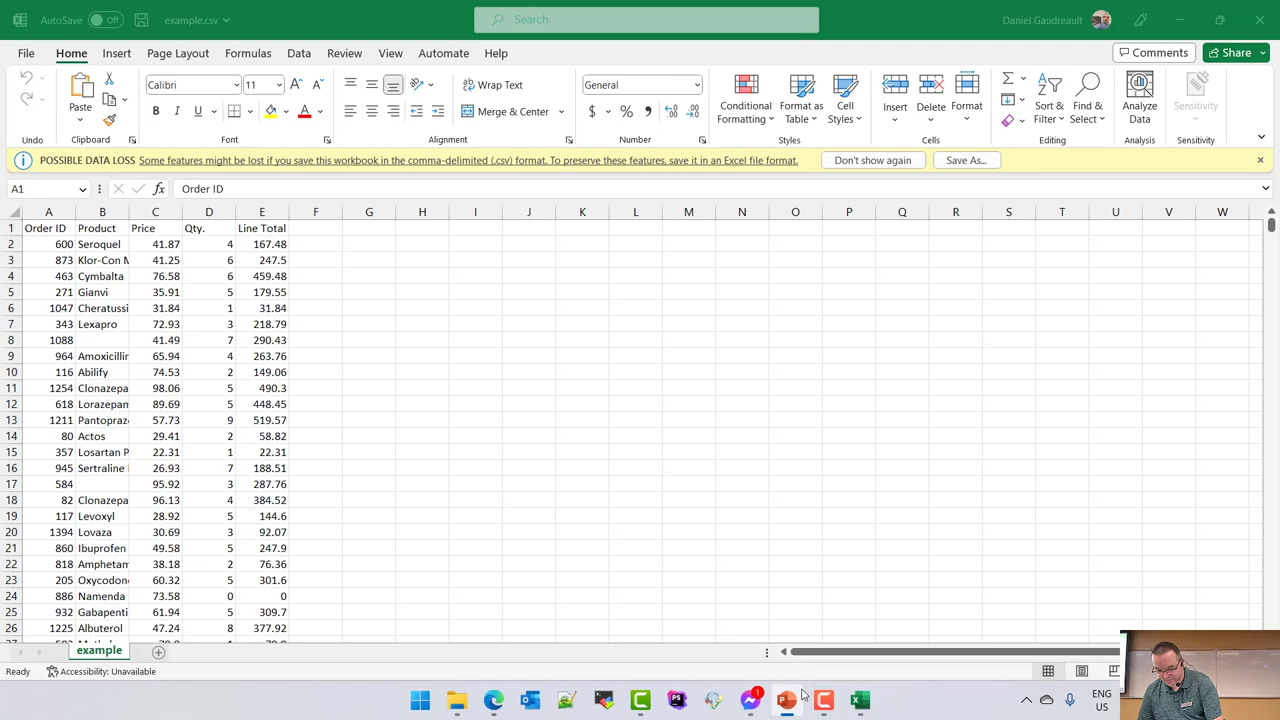 AutoSave Off example.csv Search Daniel Gaudreault
File Home Insert Page Layout Formulas Data Review View Automate Help Comments Share
Paste Calibri 11 Wrap Text General Conditional Formatting Format as Table Cell Styles Insert Delete Format Sort & Filter Find & Select Analyze Data Sensitivity
Merge & Center $ % ,
Undo Clipboard Font Alignment Number Styles Cells Editing Analysis Sensitivity
POSSIBLE DATA LOSS Some features might be lost if you save this workbook in the comma-delimited (.csv) format. To preserve these features, save it in an Excel file format. Don't show again Save As...
A1 fx Order ID
A B C D E F G H I J K L M N O P Q R S T U V W
1 Order ID Product Price Qty. Line Total
2 600 Seroquel 41.87 4 167.48
3 873 Klor-Con 41.25 6 247.5
4 463 Cymbalta 76.58 6 459.48
5 271 Gianvi 35.91 5 179.55
6 1047 Cheratussi 31.84 1 31.84
7 343 Lexapro 72.93 3 218.79
8 1088 41.49 7 290.43
9 964 Amoxicillin 65.94 4 263.76
10 116 Abilify 74.53 2 149.06
11 1254 Clonazepa 98.06 5 490.3
12 618 Lorazepam 89.69 5 448.45
13 1211 Pantopraz 57.73 9 519.57
14 80 Actos 29.41 2 58.82
15 357 Losartan P 22.31 1 22.31
16 945 Sertraline 26.93 7 188.51
17 584 95.92 3 287.76
18 82 Clonazepa 96.13 4 384.52
19 117 Levoxyl 28.92 5 144.6
20 1394 Lovaza 30.69 3 92.07
21 860 Ibuprofen 49.58 5 247.9
22 818 Amphetam 38.18 2 76.36
23 205 Oxycodone 60.32 5 301.6
24 886 Namenda 73.58 0 0
25 932 Gabapenti 61.94 5 309.7
26 1225 Albuterol 47.24 8 377.92
example
Ready Accessibility: Unavailable
1 ENG US